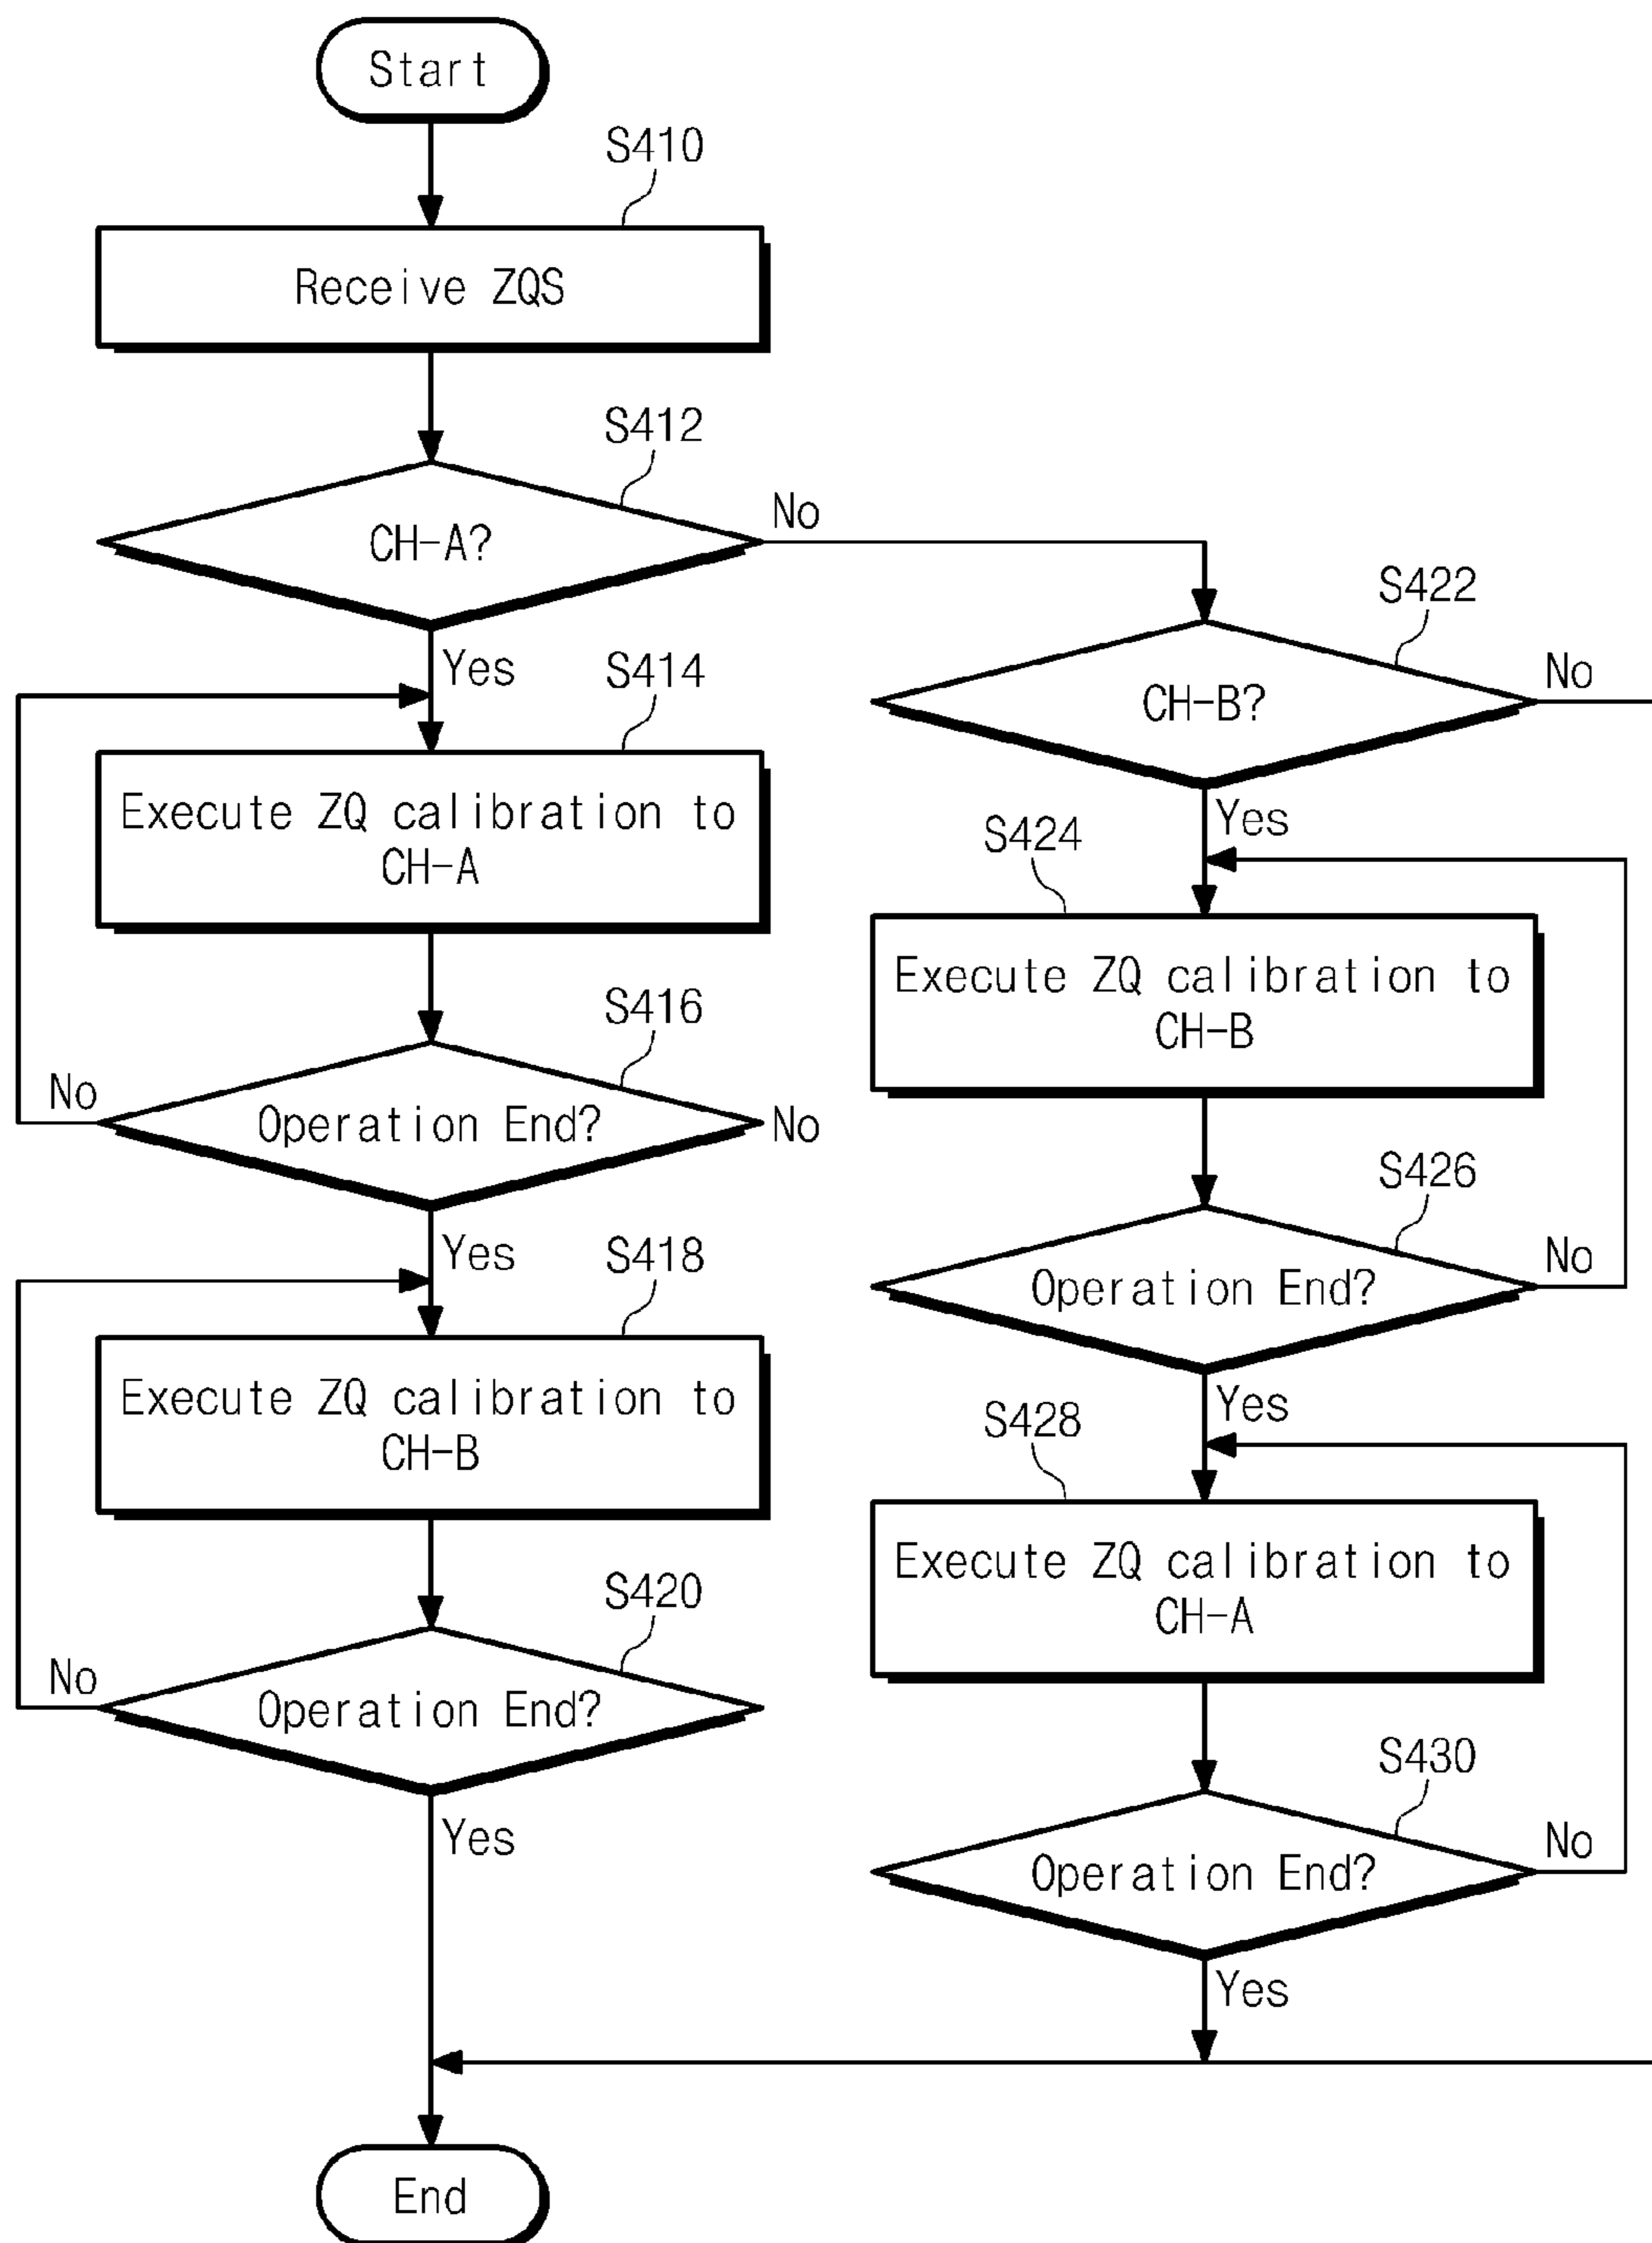 Start
S410
Receive ZQS
S412
CH-A?
No
S422
CH-B?
No
Yes
S414
Execute ZQ calibration to
CH-A
Yes
S424
Execute ZQ calibration to
CH-B
S416
No
Operation End?
No
S426
Operation End?
No
Yes
S418
Execute ZQ calibration to
CH-B
Yes
S428
Execute ZQ calibration to
CH-A
S420
No
Operation End?
S430
Operation End?
No
Yes
Yes
End